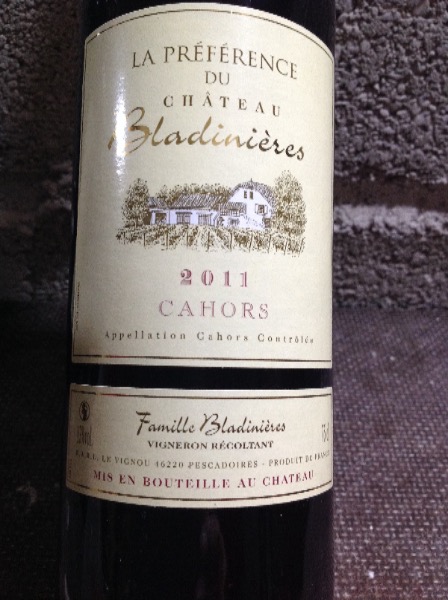 LA PRÉFÉRENCE
DU
CHÂTEAU
Bladinières
2011
CAHORS
Appellation Cahors Contrôlée
Famille Bladinières
VIGNERON RÉCOLTANT
LE VIGNOU 46220 PESCADOIRES - PRODUIT DE FRANCE
MIS EN BOUTEILLE AU CHATEAU